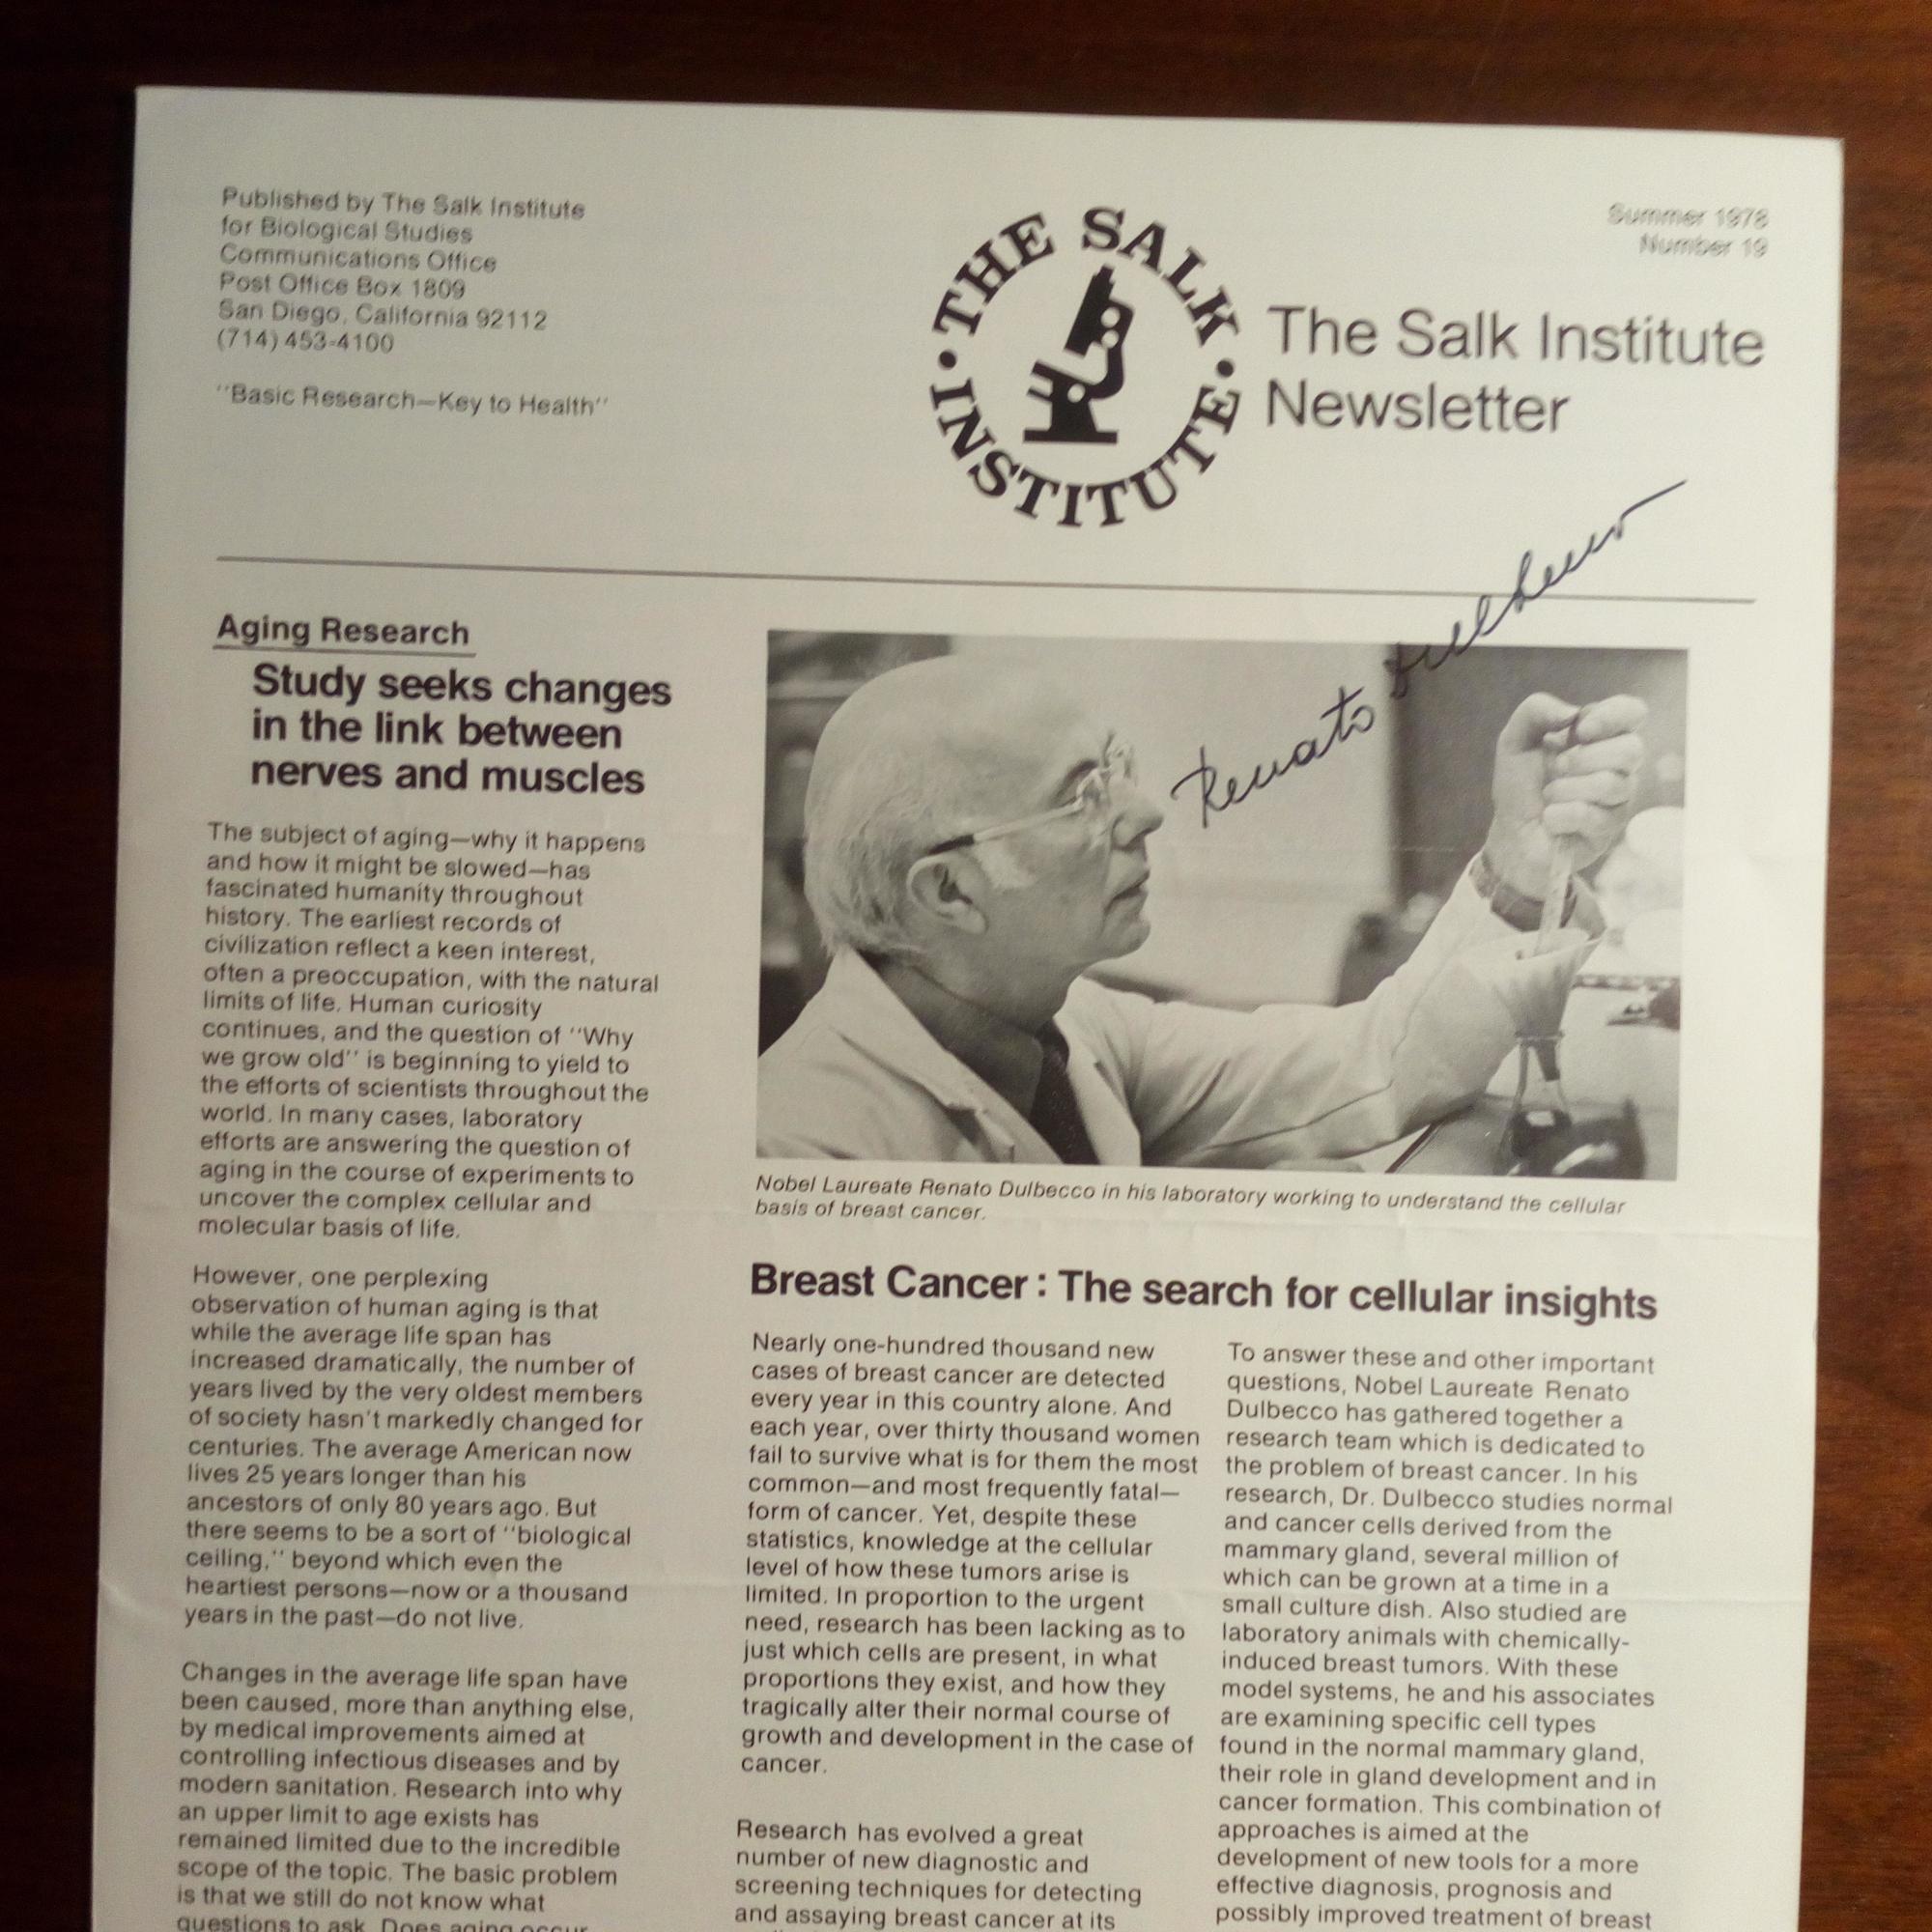 Published by The Salk Institute
for Biological Studies
Communications Office
Post Office Box 1809
San Diego, California 92112
(714) 453-4100
"Basic Research—Key to Health"
• THE SALK • INSTITUTE
Summer 1978
Number 19
The Salk Institute
Newsletter
Renato Dulbecco
Aging Research
Study seeks changes
in the link between
nerves and muscles
The subject of aging—why it happens
and how it might be slowed—has
fascinated humanity throughout
history. The earliest records of
civilization reflect a keen interest,
often a preoccupation, with the natural
limits of life. Human curiosity
continues, and the question of "Why
we grow old" is beginning to yield to
the efforts of scientists throughout the
world. In many cases, laboratory
efforts are answering the question of
aging in the course of experiments to
uncover the complex cellular and
molecular basis of life.
However, one perplexing
observation of human aging is that
while the average life span has
increased dramatically, the number of
years lived by the very oldest members
of society hasn't markedly changed for
centuries. The average American now
lives 25 years longer than his
ancestors of only 80 years ago. But
there seems to be a sort of "biological
ceiling," beyond which even the
heartiest persons—now or a thousand
years in the past—do not live.
Changes in the average life span have
been caused, more than anything else,
by medical improvements aimed at
controlling infectious diseases and by
modern sanitation. Research into why
an upper limit to age exists has
remained limited due to the incredible
scope of the topic. The basic problem
is that we still do not know what
questions to ask. Does aging occur
Nobel Laureate Renato Dulbecco in his laboratory working to understand the cellular
basis of breast cancer.
Breast Cancer: The search for cellular insights
Nearly one-hundred thousand new
cases of breast cancer are detected
every year in this country alone. And
each year, over thirty thousand women
fail to survive what is for them the most
common—and most frequently fatal—
form of cancer. Yet, despite these
statistics, knowledge at the cellular
level of how these tumors arise is
limited. In proportion to the urgent
need, research has been lacking as to
just which cells are present, in what
proportions they exist, and how they
tragically alter their normal course of
growth and development in the case of
cancer.
Research has evolved a great
number of new diagnostic and
screening techniques for detecting
and assaying breast cancer at its
To answer these and other important
questions, Nobel Laureate Renato
Dulbecco has gathered together a
research team which is dedicated to
the problem of breast cancer. In his
research, Dr. Dulbecco studies normal
and cancer cells derived from the
mammary gland, several million of
which can be grown at a time in a
small culture dish. Also studied are
laboratory animals with chemically-
induced breast tumors. With these
model systems, he and his associates
are examining specific cell types
found in the normal mammary gland,
their role in gland development and in
cancer formation. This combination of
approaches is aimed at the
development of new tools for a more
effective diagnosis, prognosis and
possibly improved treatment of breast